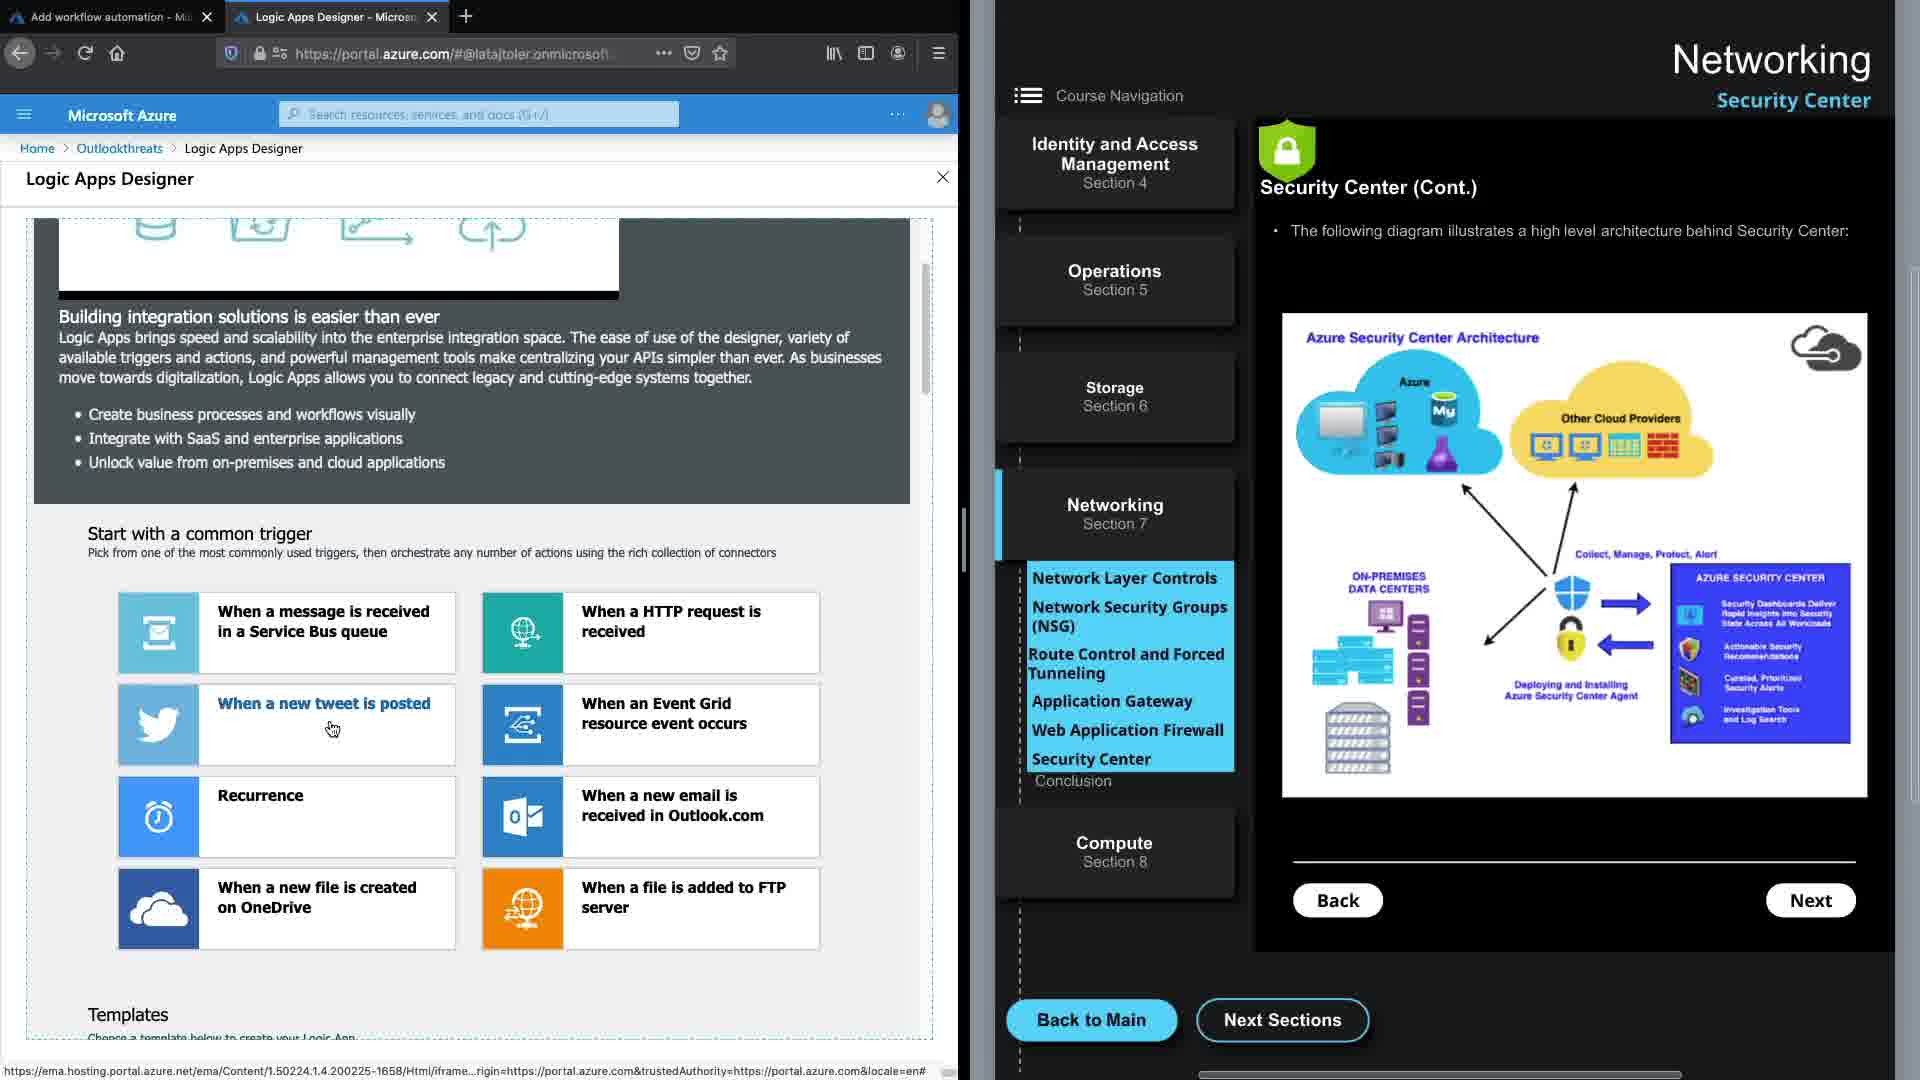 Add workflow automation - Mi
Logic Apps Designer - Microso
https://portal.azure.com/#@latajtoler.onmicrosoft.
Microsoft Azure
Search resources, services, and docs (G+/)
Home > Outlookthreats > Logic Apps Designer
Logic Apps Designer
Building integration solutions is easier than ever
Logic Apps brings speed and scalability into the enterprise integration space. The ease of use of the designer, variety of
available triggers and actions, and powerful management tools make centralizing your APIs simpler than ever. As businesses
move towards digitalization, Logic Apps allows you to connect legacy and cutting-edge systems together.
• Create business processes and workflows visually
• Integrate with SaaS and enterprise applications
• Unlock value from on-premises and cloud applications
Start with a common trigger
Pick from one of the most commonly used triggers, then orchestrate any number of actions using the rich collection of connectors
When a message is received
in a Service Bus queue
When a HTTP request is
received
When a new tweet is posted
When an Event Grid
resource event occurs
Recurrence
When a new email is
received in Outlook.com
When a new file is created
on OneDrive
When a file is added to FTP
server
Templates
Choose a template below to create your Logic App
https://ema.hosting.portal.azure.net/ema/Content/1.50224.1.4.200225-1658/Html/iframe...rigin=https://portal.azure.com&trustedAuthority=https://portal.azure.com&locale=en#
Networking
Security Center
Course Navigation
Identity and Access
Management
Section 4
Operations
Section 5
Storage
Section 6
Networking
Section 7
Network Layer Controls
Network Security Groups
(NSG)
Route Control and Forced
Tunneling
Application Gateway
Web Application Firewall
Security Center
Conclusion
Compute
Section 8
Back to Main
Next Sections
Security Center (Cont.)
• The following diagram illustrates a high level architecture behind Security Center:
Azure Security Center Architecture
Azure
My
Other Cloud Providers
Collect, Manage, Protect, Alert
ON-PREMISES
DATA CENTERS
AZURE SECURITY CENTER
Security Dashboards Deliver
Rapid Insights into Security
State Across All Workloads
Actionable Security
Recommendations
Curated, Prioritized
Security Alerts
Investigation Tools
and Log Search
Deploying and Installing
Azure Security Center Agent
Back
Next